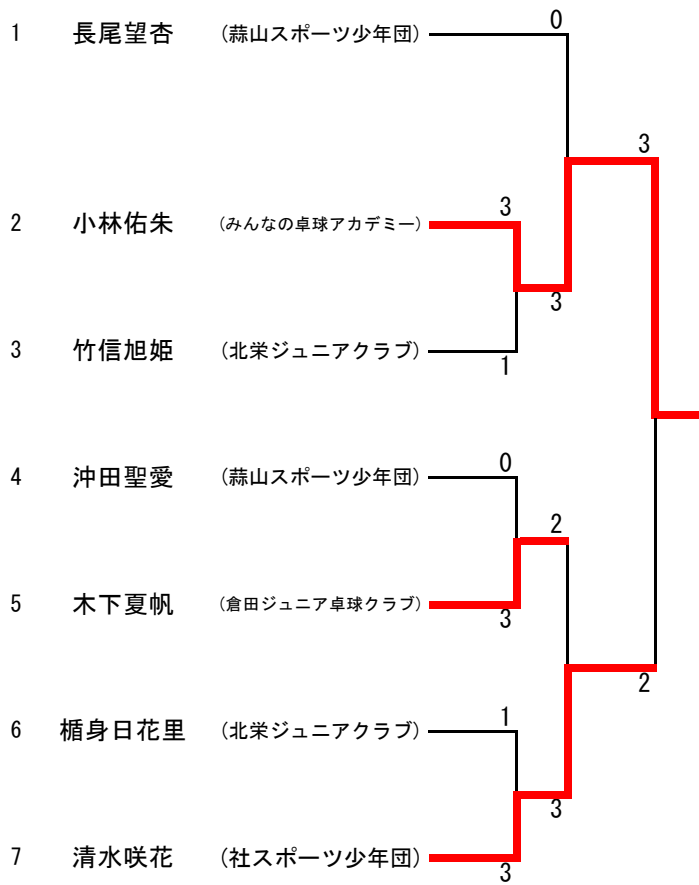 1 長尾望杏 (蒜山スポーツ少年団) 0
3
2 小林佑朱 (みんなの卓球アカデミー) 3
3
3 竹信旭姫 (北栄ジュニアクラブ) 1
4 沖田聖愛 (蒜山スポーツ少年団) 0
2
5 木下夏帆 (倉田ジュニア卓球クラブ) 3
2
6 楯身日花里 (北栄ジュニアクラブ) 1
3
7 清水咲花 (社スポーツ少年団) 3